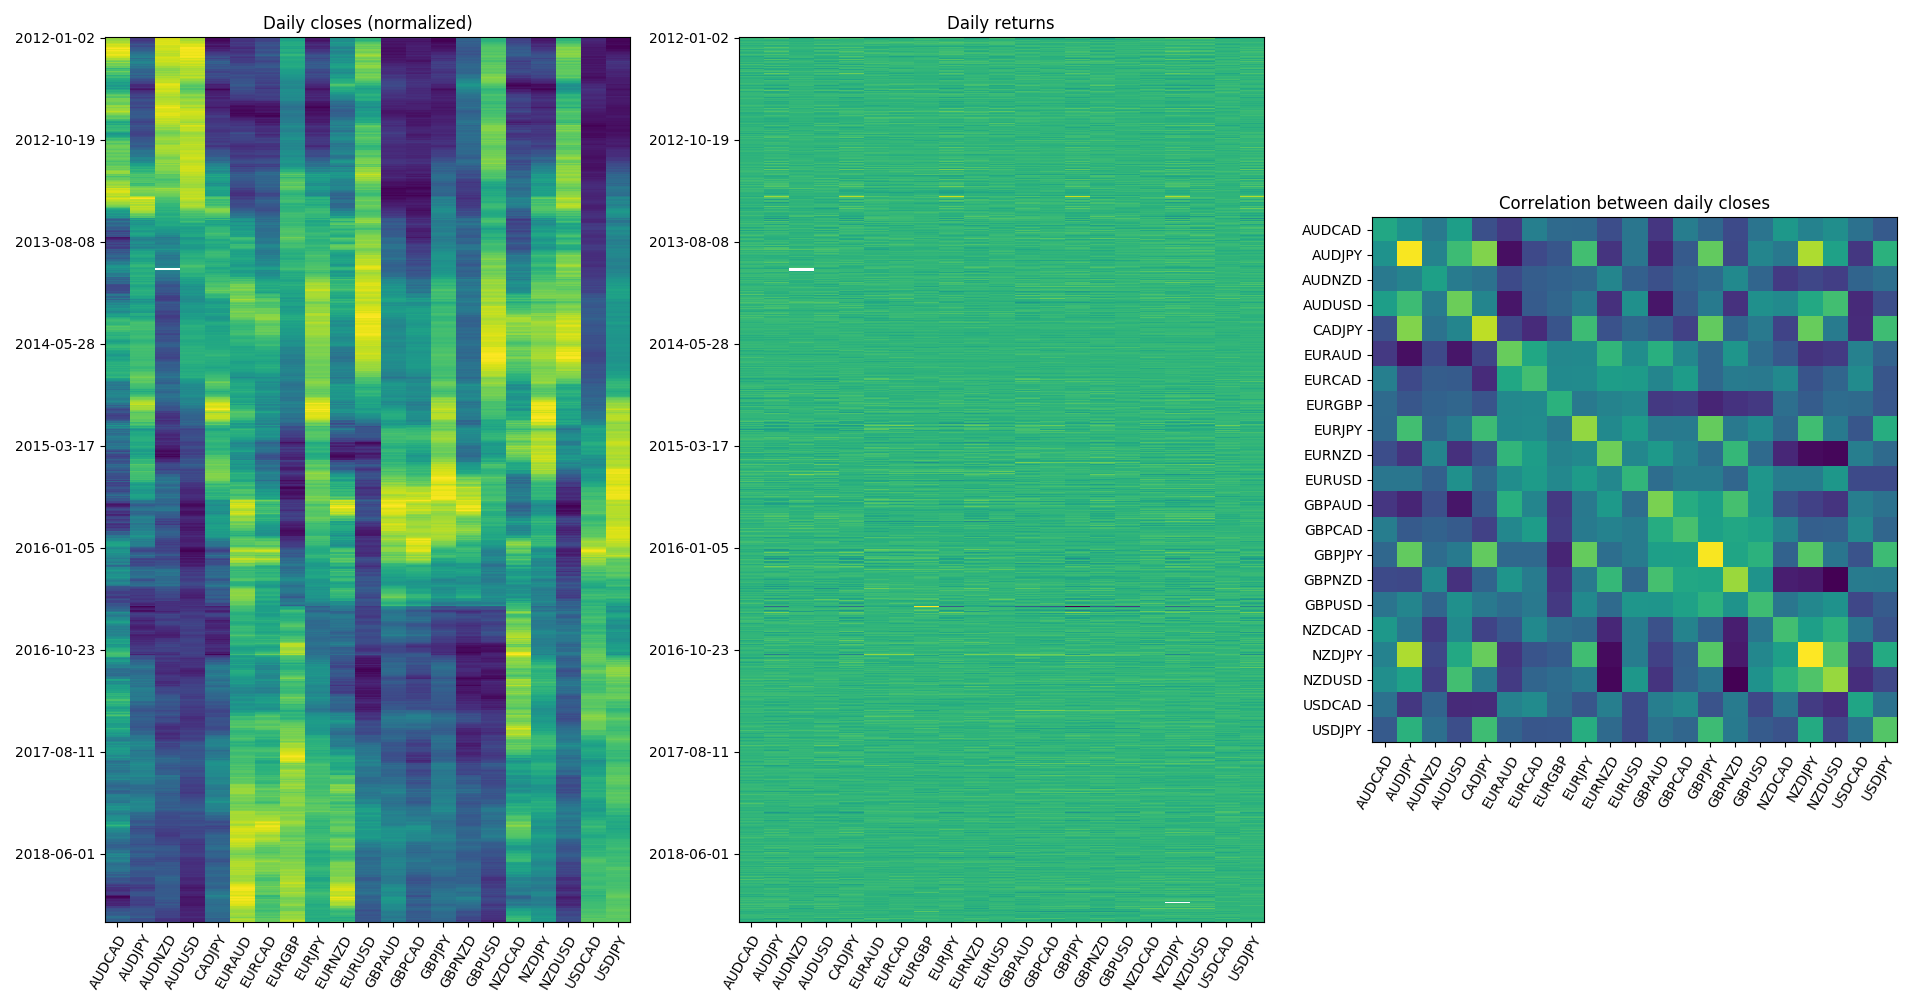 Daily closes (normalized)
2012-01-02
2012-10-19
2013-08-08
2014-05-28
2015-03-17
2016-01-05
2016-10-23
2017-08-11
2018-06-01
AUDCAD
AUDJPY
AUDNZD
AUDUSD
CADJPY
EURAUD
EURCAD
EURGBP
EURJPY
EURNZD
EURUSD
GBPAUD
GBPCAD
GBPJPY
GBPNZD
GBPUSD
NZDCAD
NZDJPY
NZDUSD
USDCAD
USDJPY
Daily returns
2012-01-02
2012-10-19
2013-08-08
2014-05-28
2015-03-17
2016-01-05
2016-10-23
2017-08-11
2018-06-01
AUDCAD
AUDJPY
AUDNZD
AUDUSD
CADJPY
EURAUD
EURCAD
EURGBP
EURJPY
EURNZD
EURUSD
GBPAUD
GBPCAD
GBPJPY
GBPNZD
GBPUSD
NZDCAD
NZDJPY
NZDUSD
USDCAD
USDJPY
Correlation between daily closes
AUDCAD
AUDJPY
AUDNZD
AUDUSD
CADJPY
EURAUD
EURCAD
EURGBP
EURJPY
EURNZD
EURUSD
GBPAUD
GBPCAD
GBPJPY
GBPNZD
GBPUSD
NZDCAD
NZDJPY
NZDUSD
USDCAD
USDJPY
AUDCAD
AUDJPY
AUDNZD
AUDUSD
CADJPY
EURAUD
EURCAD
EURGBP
EURJPY
EURNZD
EURUSD
GBPAUD
GBPCAD
GBPJPY
GBPNZD
GBPUSD
NZDCAD
NZDJPY
NZDUSD
USDCAD
USDJPY